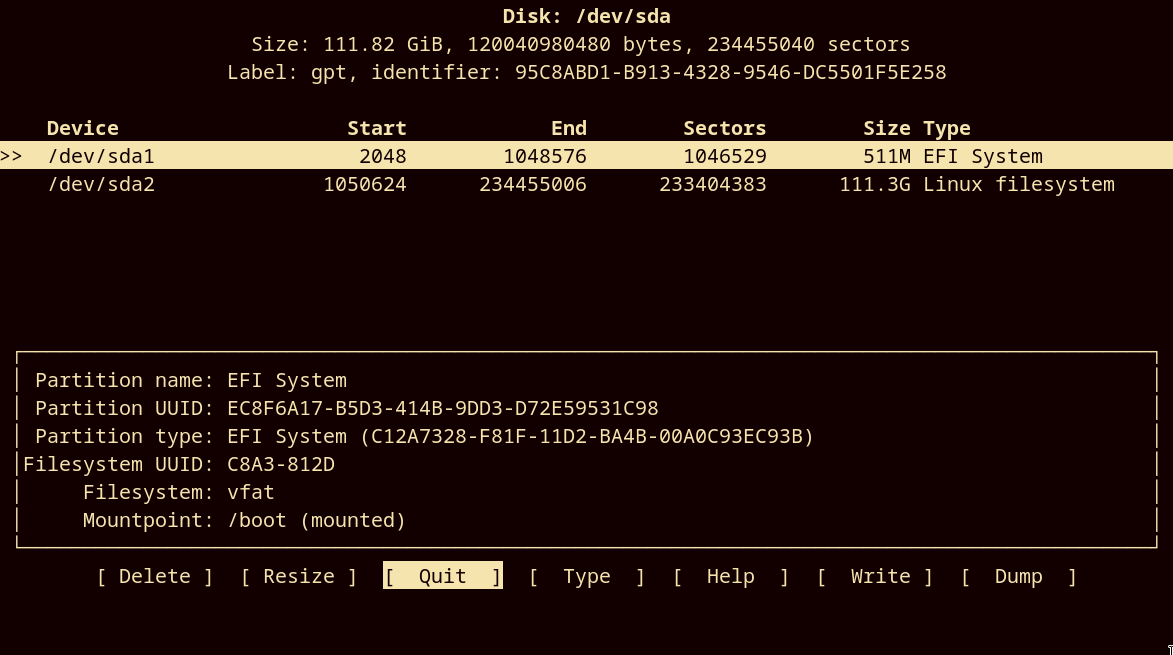 Disk: /dev/sda
Size: 111.82 GiB, 120040980480 bytes, 234455040 sectors
Label: gpt, identifier: 95C8ABD1-B913-4328-9546-DC5501F5E258
Device Start End Sectors Size Type
>> /dev/sda1 2048 1048576 1046529 511M EFI System
/dev/sda2 1050624 234455006 233404383 111.3G Linux filesystem
Partition name: EFI System
Partition UUID: EC8F6A17-B5D3-414B-9DD3-D72E59531C98
Partition type: EFI System (C12A7328-F81F-11D2-BA4B-00A0C93EC93B)
Filesystem UUID: C8A3-812D
Filesystem: vfat
Mountpoint: /boot (mounted)
[ Delete ] [ Resize ] [ Quit ] [ Type ] [ Help ] [ Write ] [ Dump ]